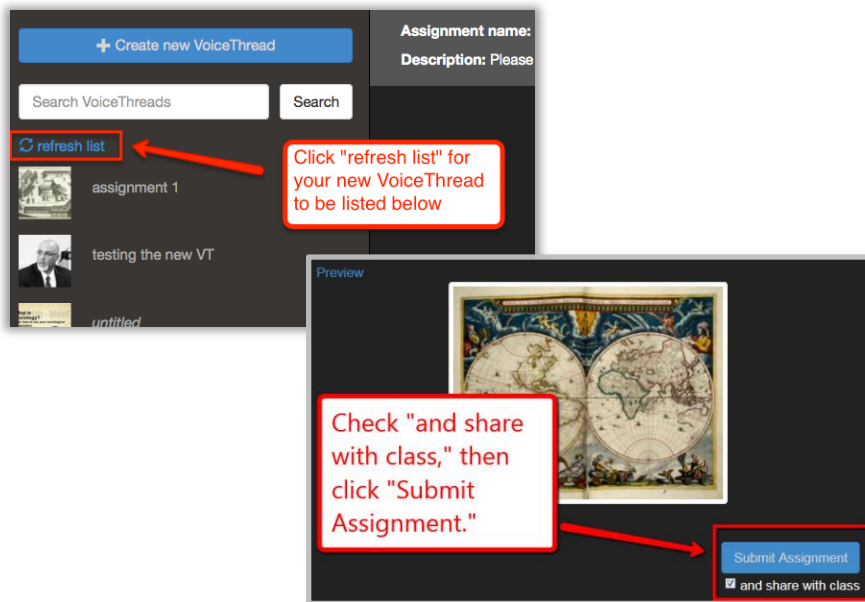 + Create new VoiceThread
Search VoiceThreads
Search
refresh list
assignment 1
testing the new VT
untitled
Assignment name:
Description: Please
Click "refresh list" for
your new VoiceThread
to be listed below
Preview
Check "and share
with class," then
click "Submit
Assignment."
Submit Assignment
and share with class